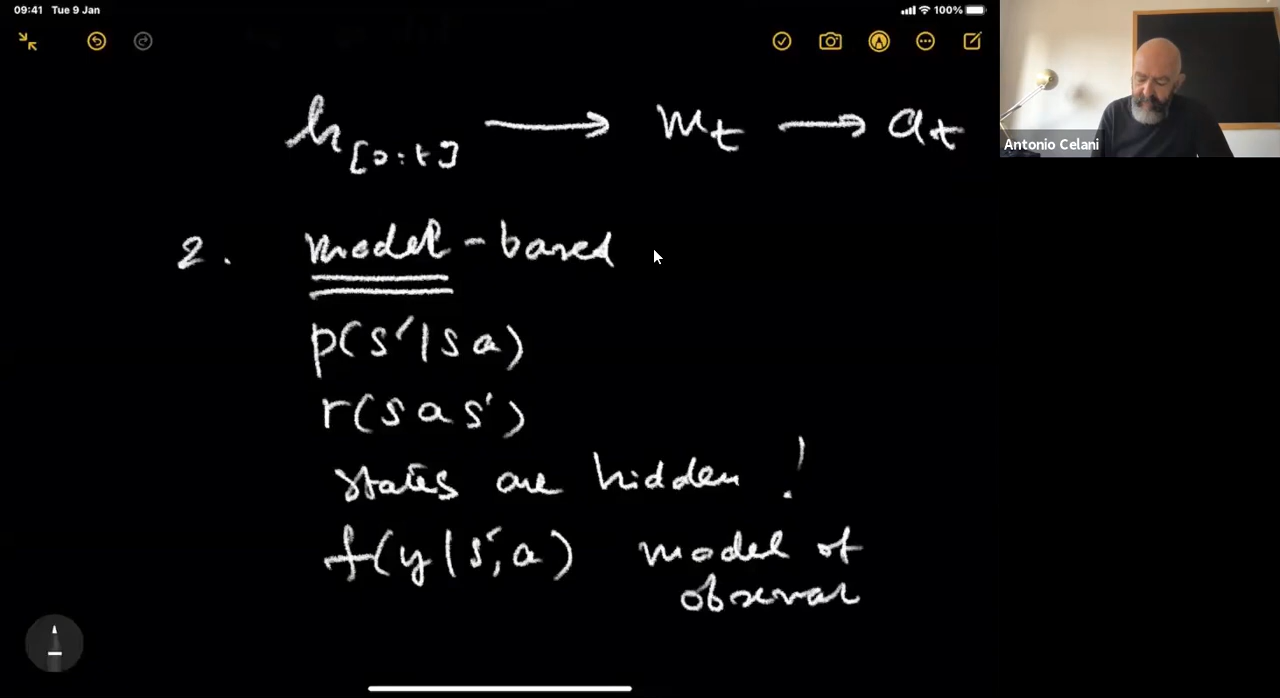 09:41 Tue 9 Jan 100%
Antonio Celani
h[0:t] → mt → at
2. model-based
p(s'|s a)
r(s a s')
states are hidden !
f(y|s', a) model of
observat